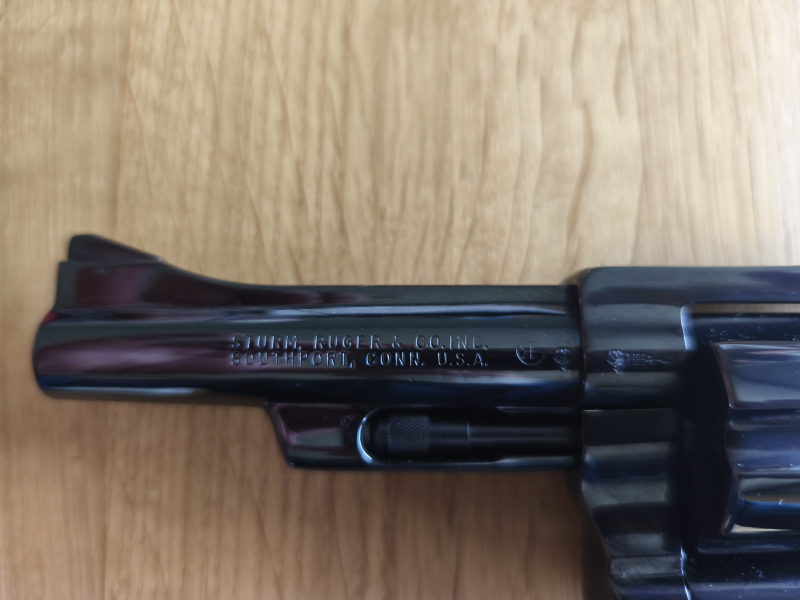 STURM, RUGER & CO. INC.
SOUTHPORT, CONN. U.S.A.